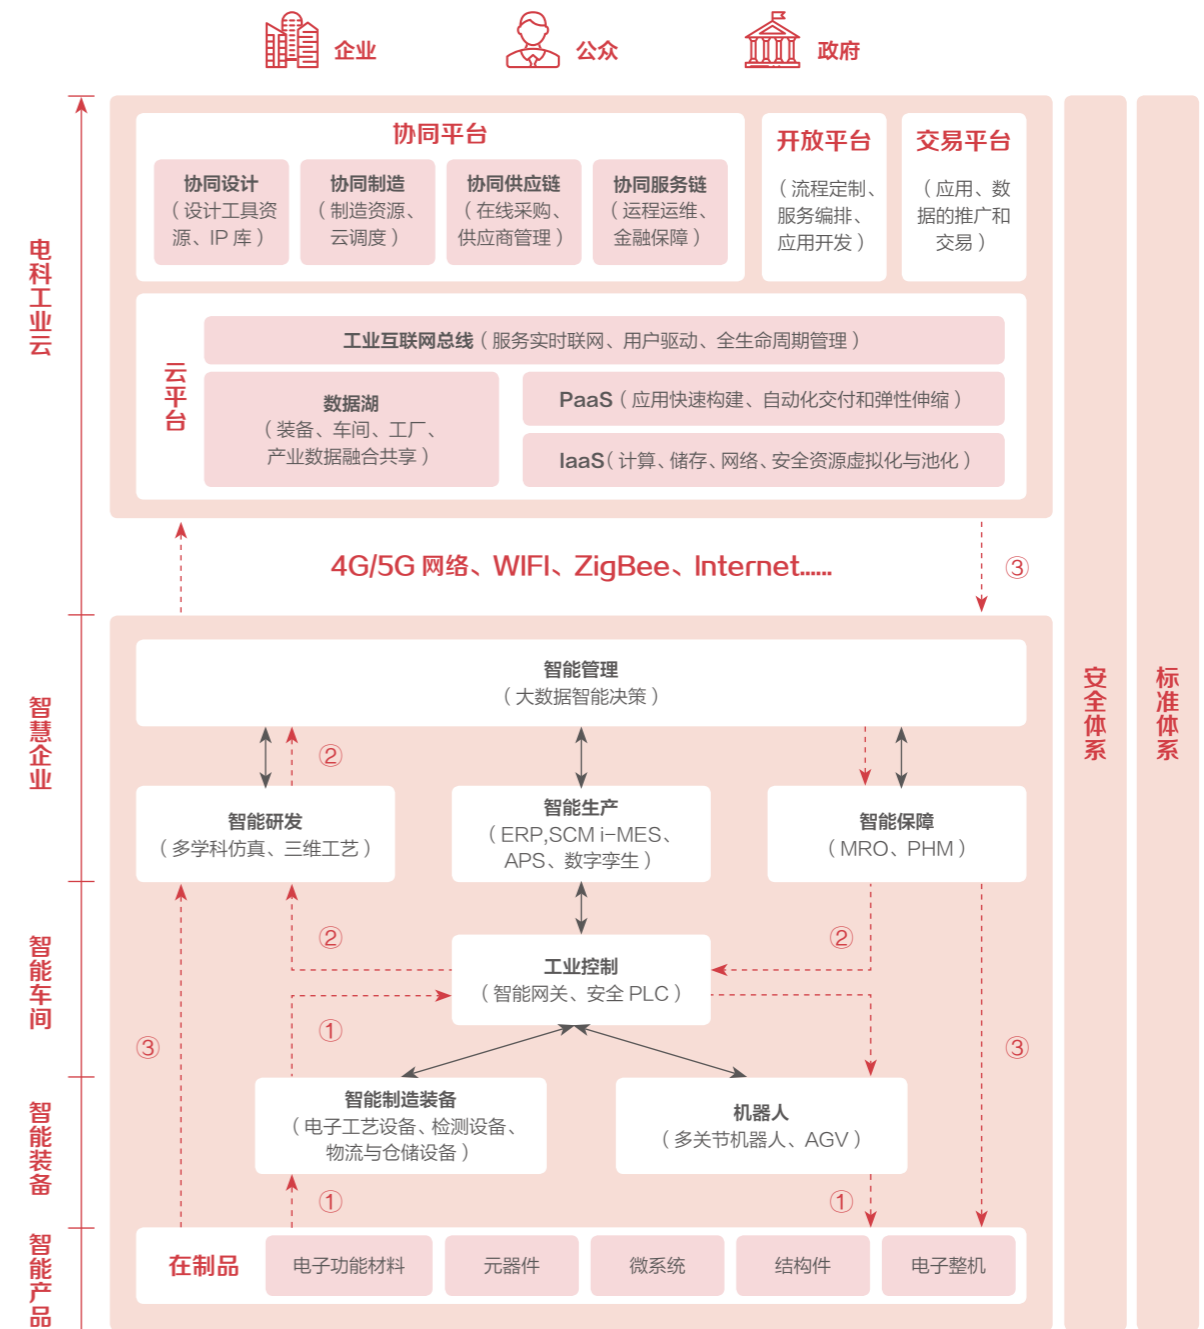 企业
公众
政府
电科工业云
协同平台
协同设计
（设计工具资
源、IP 库）
协同制造
（制造资源、
云调度）
协同供应链
（在线采购、
供应商管理）
协同服务链
（运程运维、
金融保障）
开放平台
（流程定制、
服务编排、
应用开发）
交易平台
（应用、数
据的推广和
交易）
云平台
工业互联网总线（服务实时联网、用户驱动、全生命周期管理）
数据湖
（装备、车间、工厂、
产业数据融合共享）
PaaS（应用快速构建、自动化交付和弹性伸缩）
IaaS（计算、储存、网络、安全资源虚拟化与池化）
4G/5G 网络、WIFI、ZigBee、Internet......
③
安全体系
标准体系
智慧企业
智能管理
（大数据智能决策）
②
智能研发
（多学科仿真、三维工艺）
智能生产
（ERP,SCM i-MES、
APS、数字孪生）
智能保障
（MRO、PHM）
智能车间
②
②
工业控制
（智能网关、安全 PLC）
①
③
③
智能装备
智能制造装备
（电子工艺设备、检测设备、
物流与仓储设备）
机器人
（多关节机器人、AGV）
①
①
智能产品
在制品
电子功能材料
元器件
微系统
结构件
电子整机